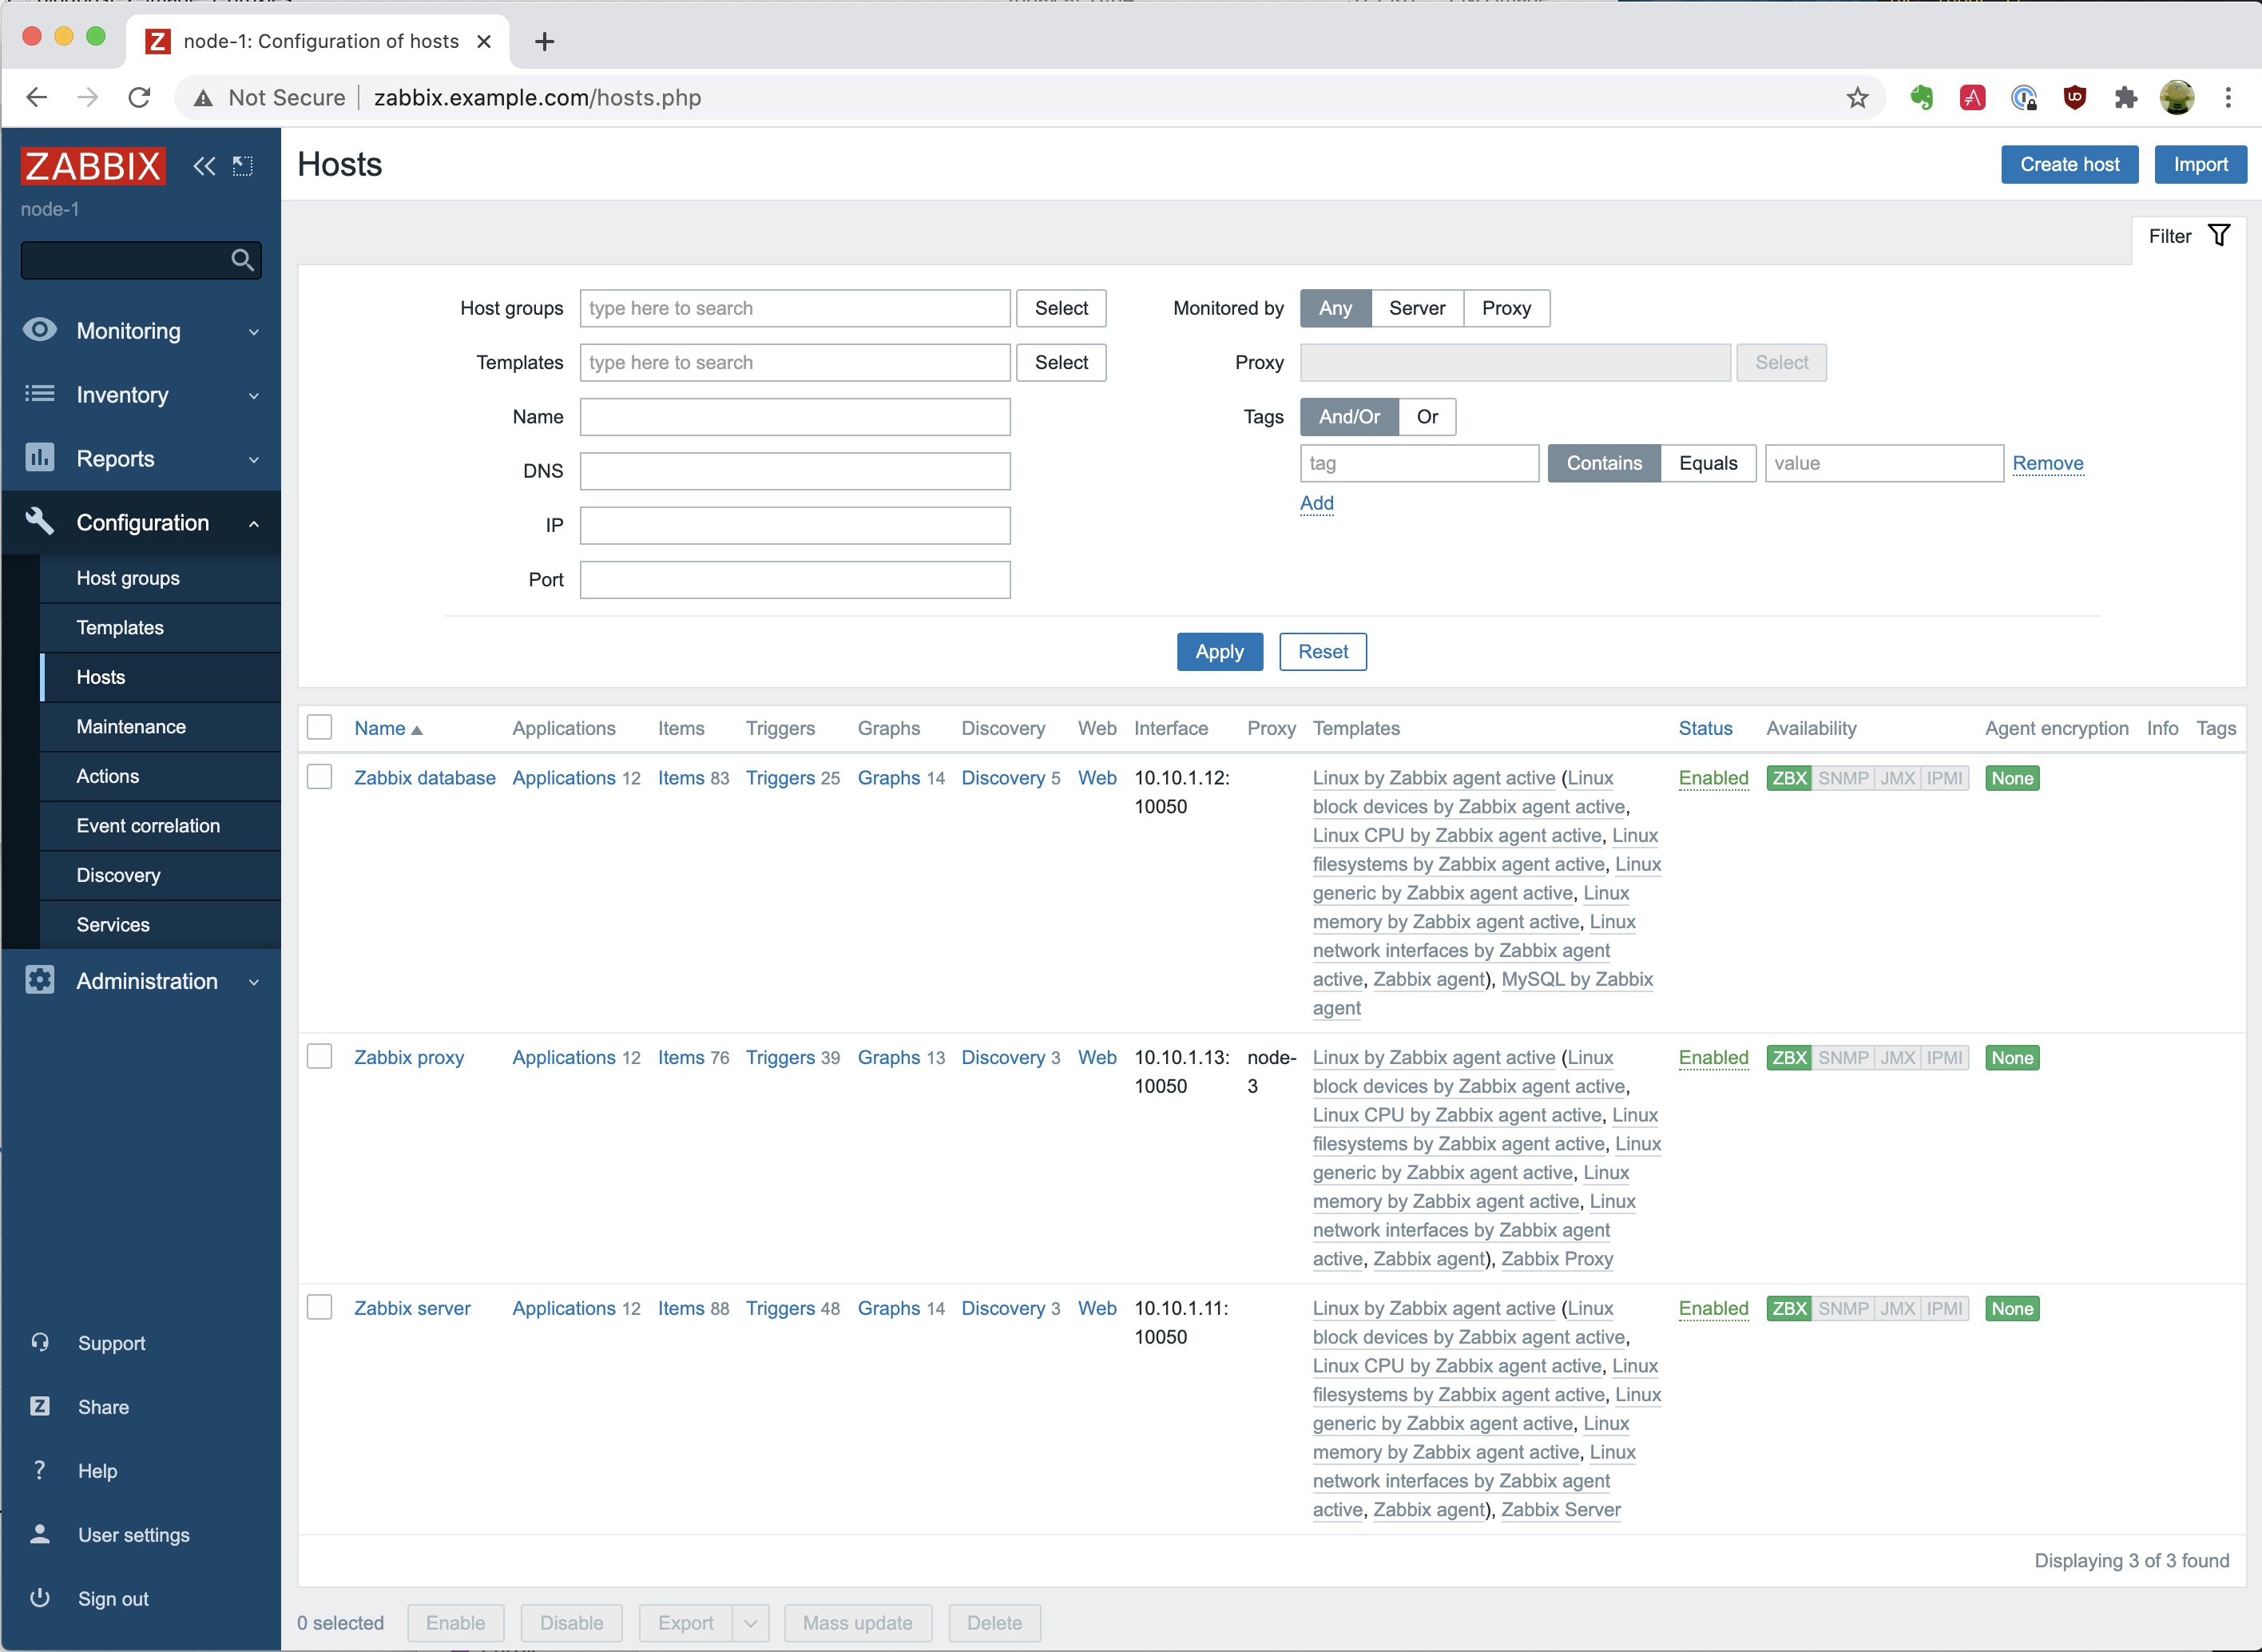 node-1: Configuration of hosts
Not Secure zabbix.example.com/hosts.php
ZABBIX
node-1
Monitoring
Inventory
Reports
Configuration
Host groups
Templates
Hosts
Maintenance
Actions
Event correlation
Discovery
Services
Administration
Support
Share
Help
User settings
Sign out
Hosts
Create host Import
Filter
Host groups type here to search Select
Templates type here to search Select
Name
DNS
IP
Port
Monitored by Any Server Proxy
Proxy Select
Tags And/Or Or
tag Contains Equals value Remove
Add
Apply Reset
Name Applications Items Triggers Graphs Discovery Web Interface Proxy Templates Status Availability Agent encryption Info Tags
Zabbix database Applications 12 Items 83 Triggers 25 Graphs 14 Discovery 5 Web 10.10.1.12: Linux by Zabbix agent active (Linux Enabled ZBX SNMP JMX IPMI None
10050 block devices by Zabbix agent active,
Linux CPU by Zabbix agent active, Linux
filesystems by Zabbix agent active, Linux
generic by Zabbix agent active, Linux
memory by Zabbix agent active, Linux
network interfaces by Zabbix agent
active, Zabbix agent), MySQL by Zabbix
agent
Zabbix proxy Applications 12 Items 76 Triggers 39 Graphs 13 Discovery 3 Web 10.10.1.13: node- Linux by Zabbix agent active (Linux Enabled ZBX SNMP JMX IPMI None
10050 3 block devices by Zabbix agent active,
Linux CPU by Zabbix agent active, Linux
filesystems by Zabbix agent active, Linux
generic by Zabbix agent active, Linux
memory by Zabbix agent active, Linux
network interfaces by Zabbix agent
active, Zabbix agent), Zabbix Proxy
Zabbix server Applications 12 Items 88 Triggers 48 Graphs 14 Discovery 3 Web 10.10.1.11: Linux by Zabbix agent active (Linux Enabled ZBX SNMP JMX IPMI None
10050 block devices by Zabbix agent active,
Linux CPU by Zabbix agent active, Linux
filesystems by Zabbix agent active, Linux
generic by Zabbix agent active, Linux
memory by Zabbix agent active, Linux
network interfaces by Zabbix agent
active, Zabbix agent), Zabbix Server
Displaying 3 of 3 found
0 selected Enable Disable Export Mass update Delete